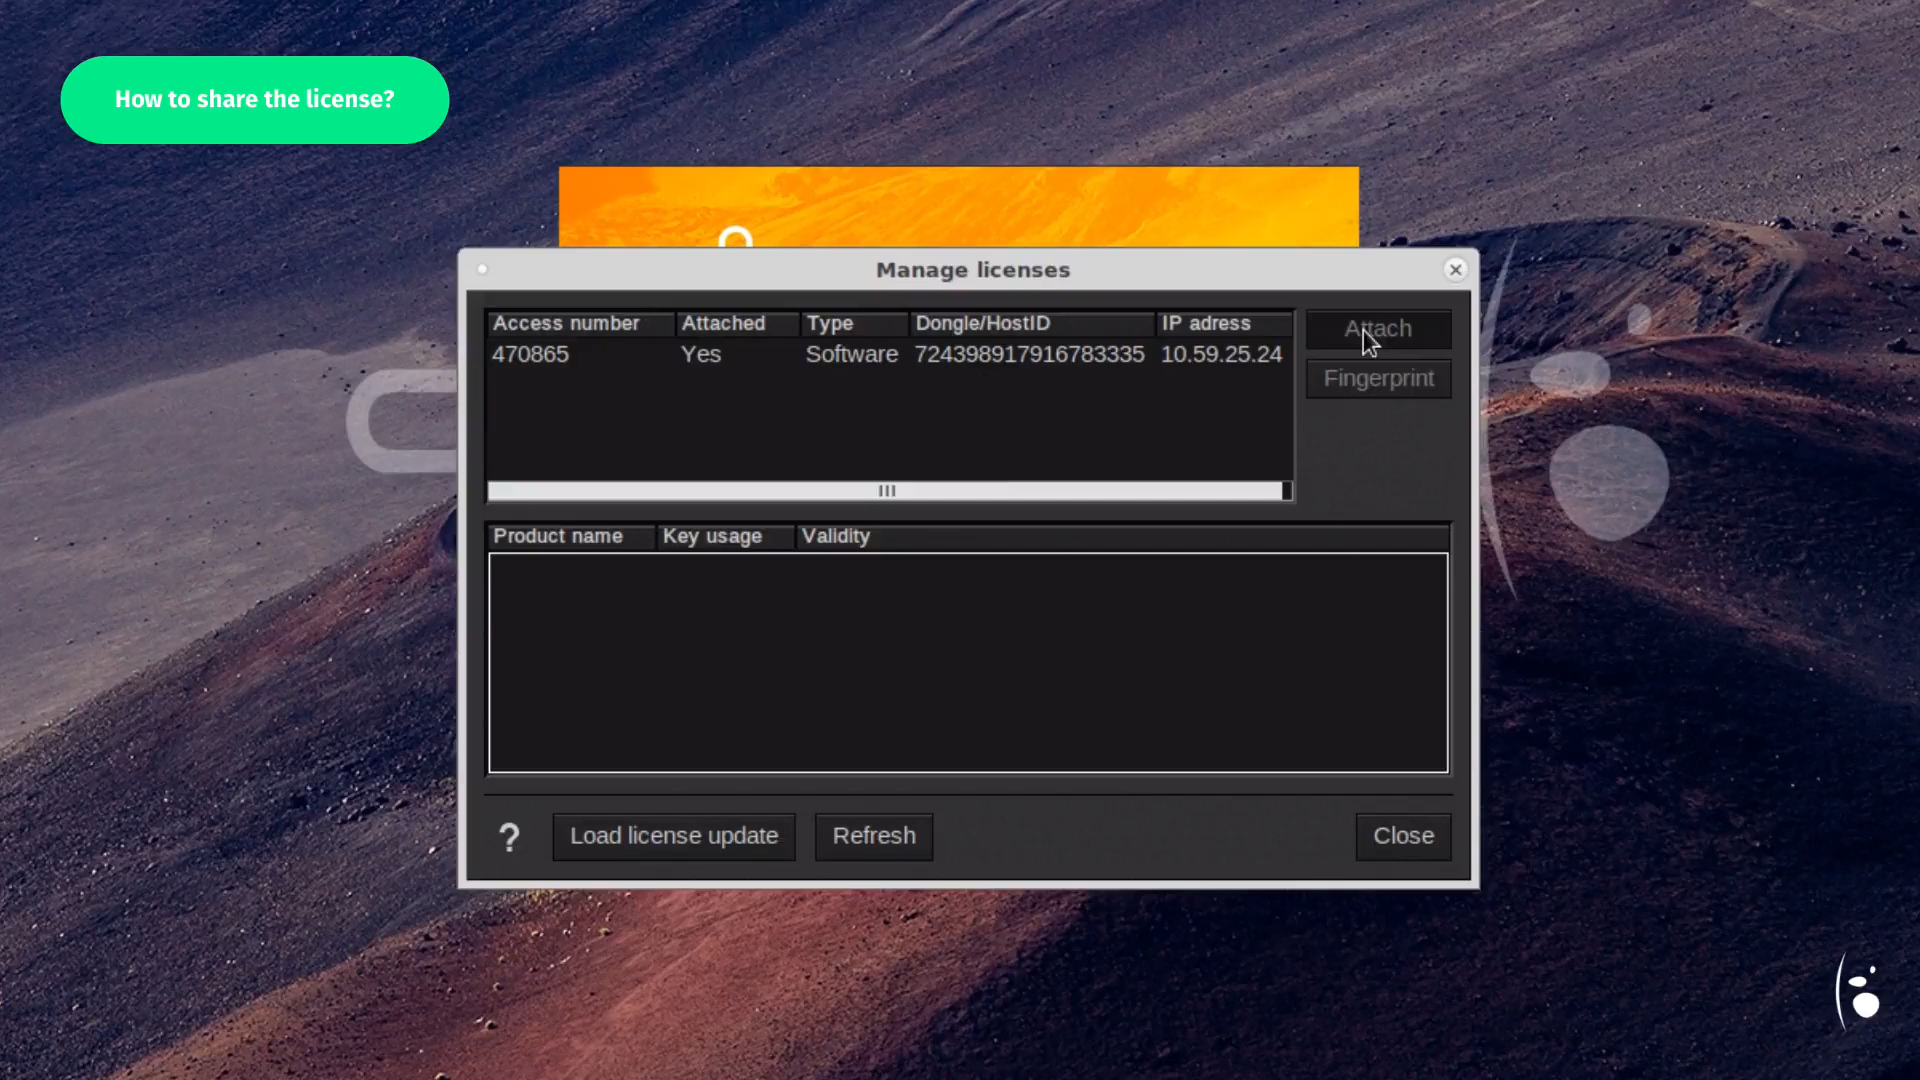 How to share the license?
Manage licenses
Access number Attached Type Dongle/HostID IP adress
470865 Yes Software 724398917916783335 10.59.25.24
Attach
Fingerprint
Product name Key usage Validity
? Load license update Refresh Close